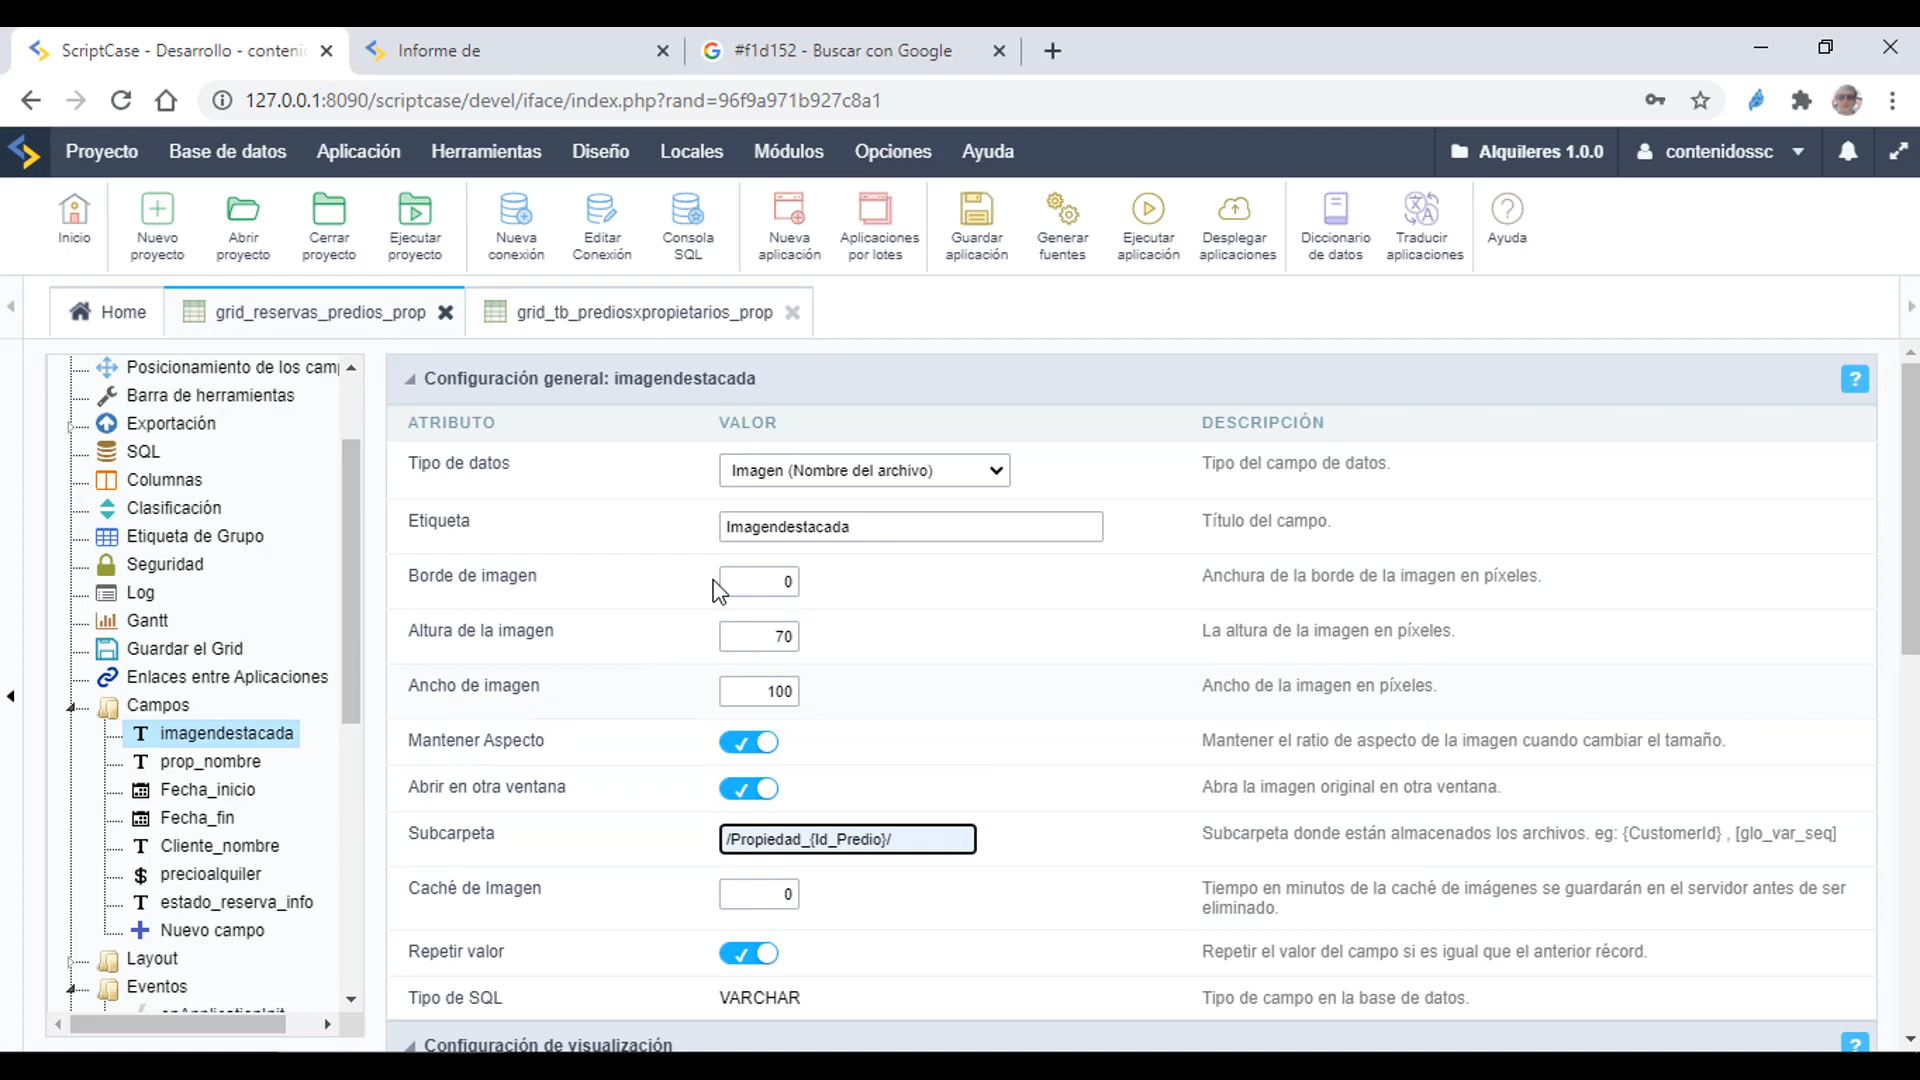 ScriptCase - Desarrollo - conteni
Informe de
#f1d152 - Buscar con Google
127.0.0.1:8090/scriptcase/devel/iface/index.php?rand=96f9a971b927c8a1
Proyecto
Base de datos
Aplicación
Herramientas
Diseño
Locales
Módulos
Opciones
Ayuda
Alquileres 1.0.0
contenidossc
Inicio
Nuevo proyecto
Abrir proyecto
Cerrar proyecto
Ejecutar proyecto
Nueva conexión
Editar Conexión
Consola SQL
Nueva aplicación
Aplicaciones por lotes
Guardar aplicación
Generar fuentes
Ejecutar aplicación
Desplegar aplicaciones
Diccionario de datos
Traducir aplicaciones
Ayuda
Home
grid_reservas_predios_prop
grid_tb_prediosxpropietarios_prop
Posicionamiento de los cam
Barra de herramientas
Exportación
SQL
Columnas
Clasificación
Etiqueta de Grupo
Seguridad
Log
Gantt
Guardar el Grid
Enlaces entre Aplicaciones
Campos
imagendestacada
prop_nombre
Fecha_inicio
Fecha_fin
Cliente_nombre
precioalquiler
estado_reserva_info
Nuevo campo
Layout
Eventos
Configuración general: imagendestacada
?
ATRIBUTO VALOR DESCRIPCIÓN
Tipo de datos Imagen (Nombre del archivo) Tipo del campo de datos.
Etiqueta Imagendestacada Título del campo.
Borde de imagen 0 Anchura de la borde de la imagen en píxeles.
Altura de la imagen 70 La altura de la imagen en píxeles.
Ancho de imagen 100 Ancho de la imagen en píxeles.
Mantener Aspecto Mantener el ratio de aspecto de la imagen cuando cambiar el tamaño.
Abrir en otra ventana Abra la imagen original en otra ventana.
Subcarpeta /Propiedad_{Id_Predio}/ Subcarpeta donde están almacenados los archivos. eg: {CustomerId} , [glo_var_seq]
Caché de Imagen 0 Tiempo en minutos de la caché de imágenes se guardarán en el servidor antes de ser
eliminado.
Repetir valor Repetir el valor del campo si es igual que el anterior récord.
Tipo de SQL VARCHAR Tipo de campo en la base de datos.
Configuración de visualización
?